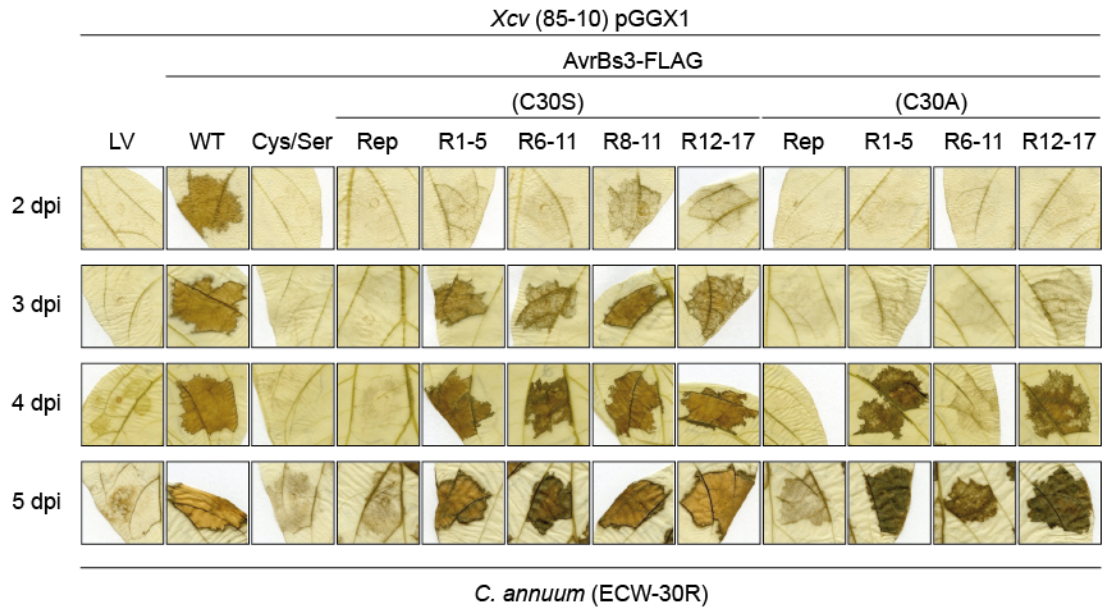 Xcv (85-10) pGGX1
AvrBs3-FLAG
(C30S) (C30A)
LV WT Cys/Ser Rep R1-5 R6-11 R8-11 R12-17 Rep R1-5 R6-11 R12-17
2 dpi
3 dpi
4 dpi
5 dpi
C. annuum (ECW-30R)